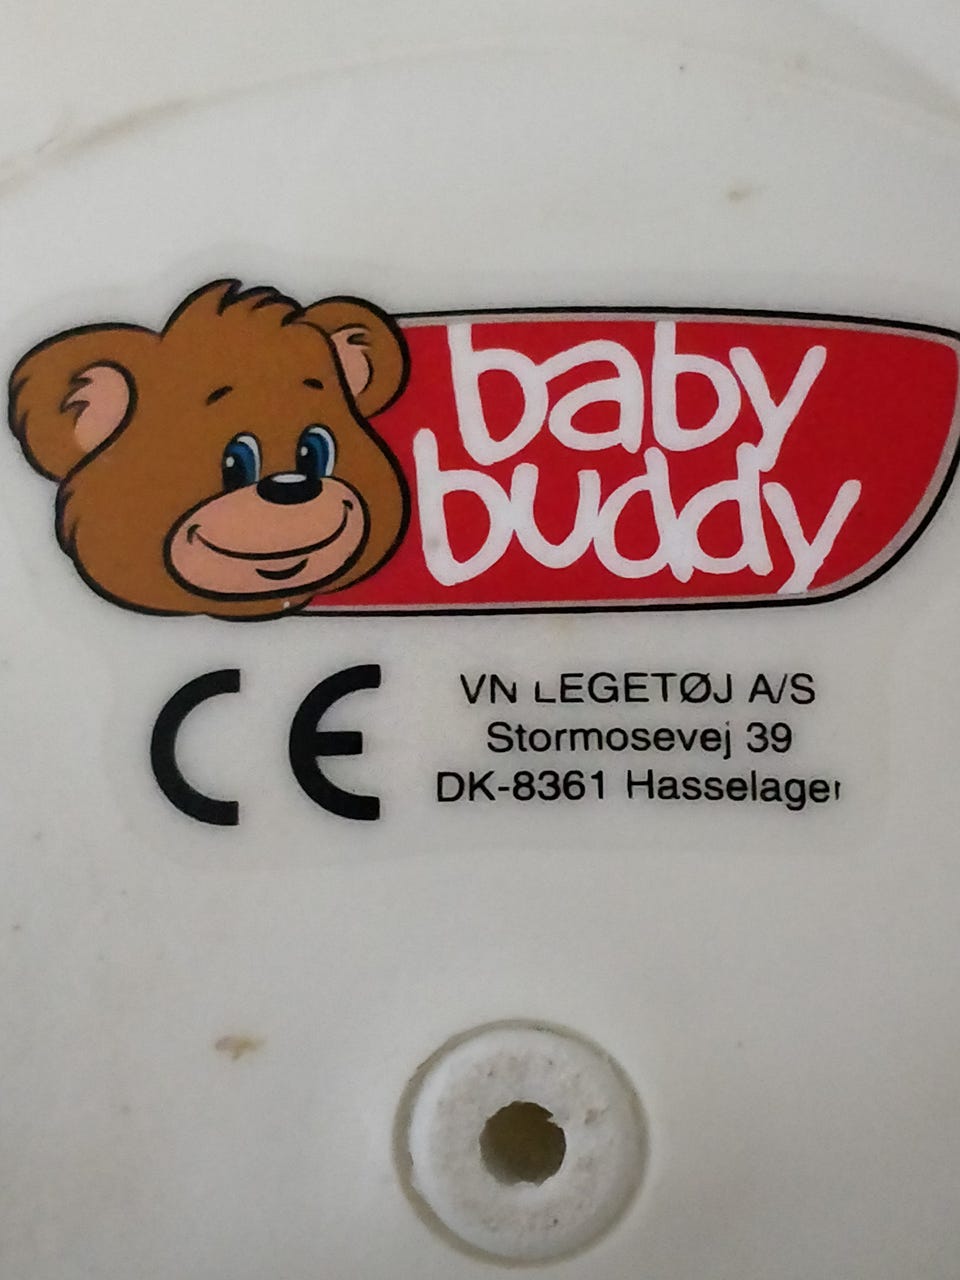 baby
buddy
CE
VN LEGETØJ A/S
Stormosevej 39
DK-8361 Hasselager